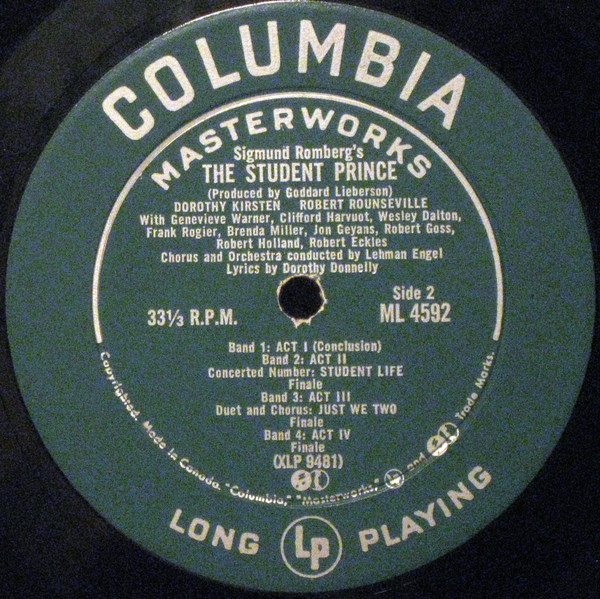 COLUMBIA
MASTERWORKS
Sigmund Romberg's
THE STUDENT PRINCE
(Produced by Goddard Lieberson)
DOROTHY KIRSTEN ROBERT ROUNSEVILLE
With Genevieve Warner, Clifford Harvuot, Wesley Dalton,
Frank Rogier, Brenda Miller, Jon Geyans, Robert Goss,
Robert Holland, Robert Eckles
Chorus and Orchestra conducted by Lehman Engel
Lyrics by Dorothy Donnelly
33⅓ R.P.M.
Side 2
ML 4592
Band 1: ACT I (Conclusion)
Band 2: ACT II
Concerted Number: STUDENT LIFE
Finale
Band 3: ACT III
Duet and Chorus: JUST WE TWO
Finale
Band 4: ACT IV
Finale
(XLP 9481)
Copyrighted. Made in Canada. "Columbia," "Masterworks," LP and Trade Marks.
LONG LP PLAYING